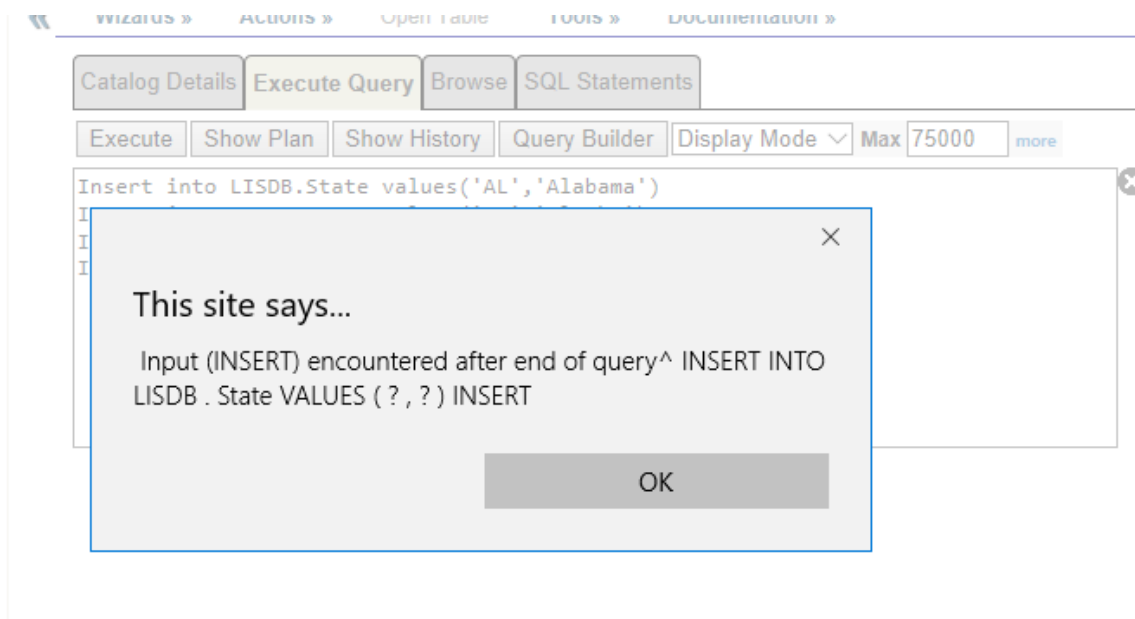 « Wizards » Actions » Open Table Tools » Documentation »
Catalog Details Execute Query Browse SQL Statements
Execute Show Plan Show History Query Builder Display Mode Max 75000 more
Insert into LISDB.State values('AL','Alabama')
I
I
I
This site says...
Input (INSERT) encountered after end of query^ INSERT INTO
LISDB . State VALUES ( ? , ? ) INSERT
OK